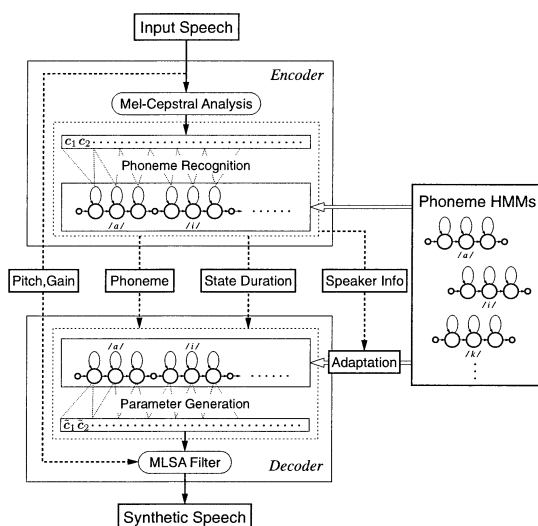 Input Speech
Encoder
Mel-Cepstral Analysis
c₁ c₂
Phoneme Recognition
/a/ /i/
Phoneme HMMs
/a/
/i/
/k/
Pitch,Gain
Phoneme
State Duration
Speaker Info
/a/ /i/
Adaptation
Parameter Generation
c̃₁ c̃₂
MLSA Filter
Decoder
Synthetic Speech